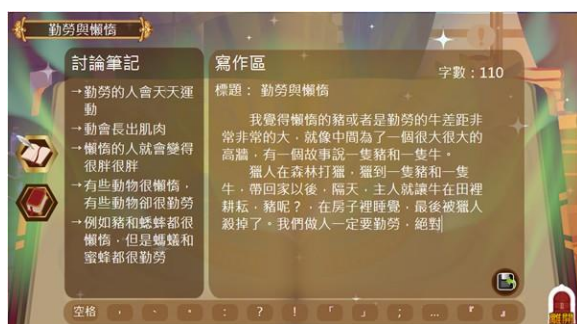 勤勞與懶惰
討論筆記
→勤勞的人會天天運
動
→動會長出肌肉
→懶惰的人就會變得
很胖很胖
→有些動物很懶惰，
有些動物卻很勤勞
→例如豬和蟋蟀都很
懶惰，但是螞蟻和
蜜蜂都很勤勞
寫作區
字數：110
標題： 勤勞與懶惰
我覺得懶惰的豬或者是勤勞的牛差距非
常非常的大，就像中間為了一個很大很大的
高牆，有一個故事說一隻豬和一隻牛。
獵人在森林打獵，獵到一隻豬和一隻
牛，帶回家以後，隔天，主人就讓牛在田裡
耕耘，豬呢？，在房子裡睡覺，最後被獵人
殺掉了。我們做人一定要勤勞，絕對
空格 ， 、 。 ： ？ ！ 「 」 ； … 『 』
離開